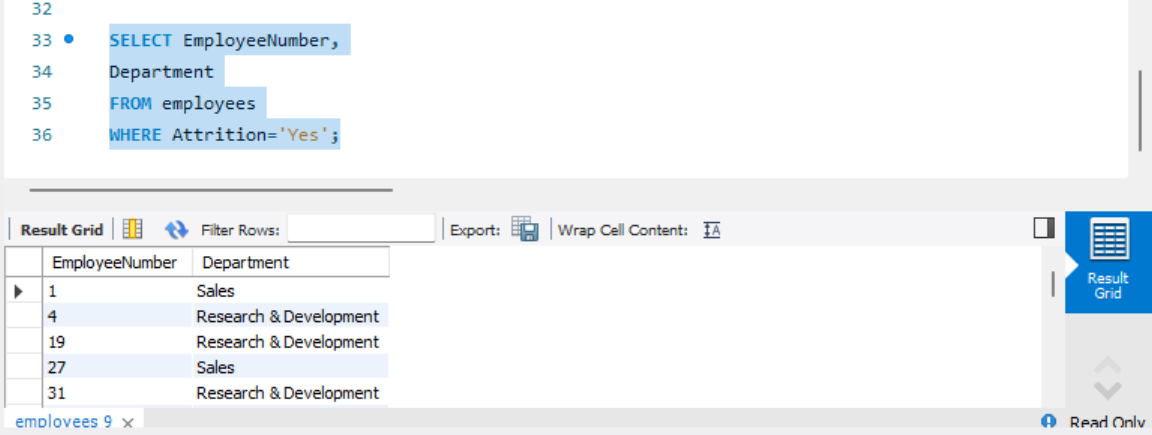 32
33 SELECT EmployeeNumber,
34 Department
35 FROM employees
36 WHERE Attrition='Yes';
Result Grid Filter Rows: Export: Wrap Cell Content: IA
EmployeeNumber Department
1 Sales
4 Research & Development
19 Research & Development
27 Sales
31 Research & Development
Result
Grid
employees 9 × Read Only